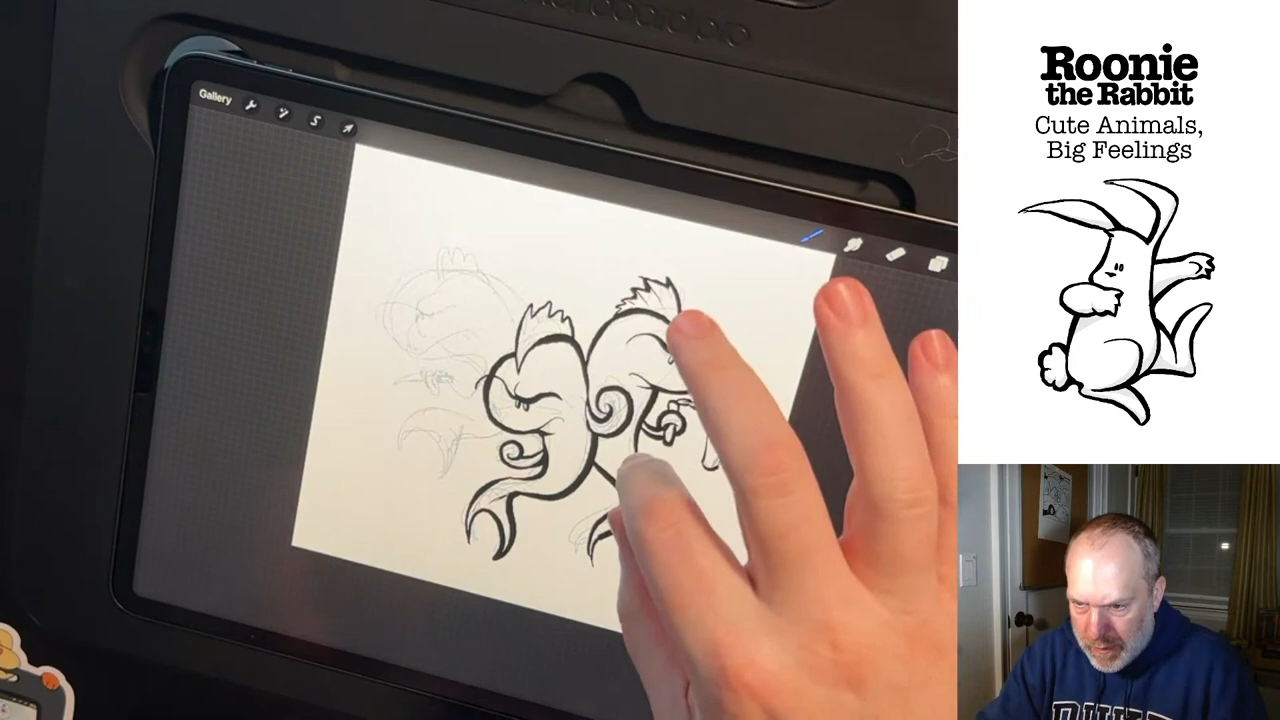 Gallery
Roonie
the Rabbit
Cute Animals,
Big Feelings